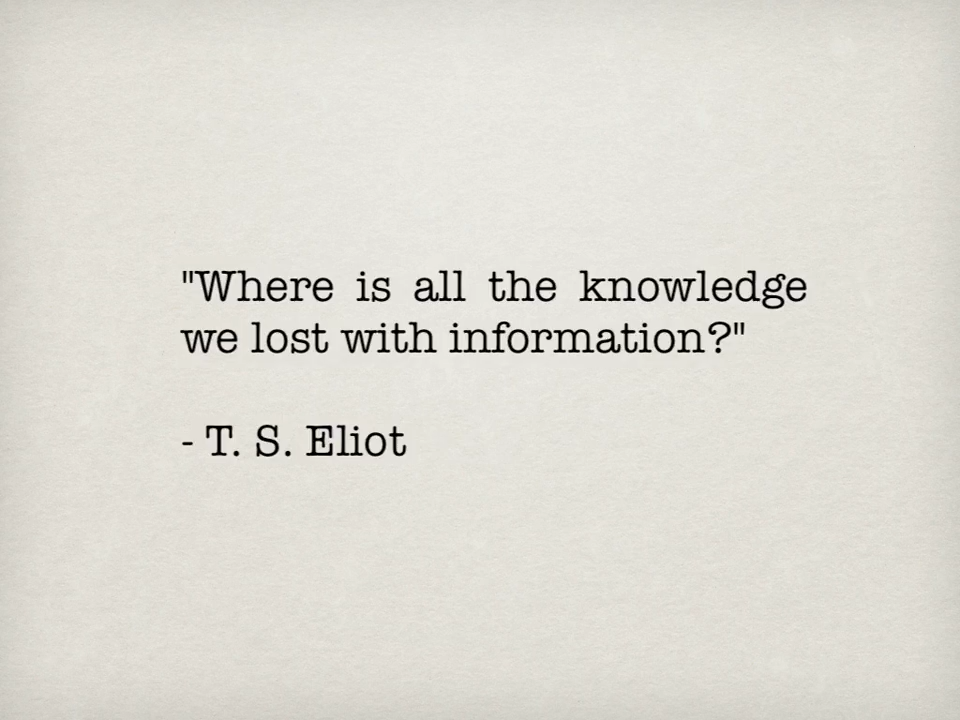 "Where is all the knowledge
we lost with information?"
- T. S. Eliot